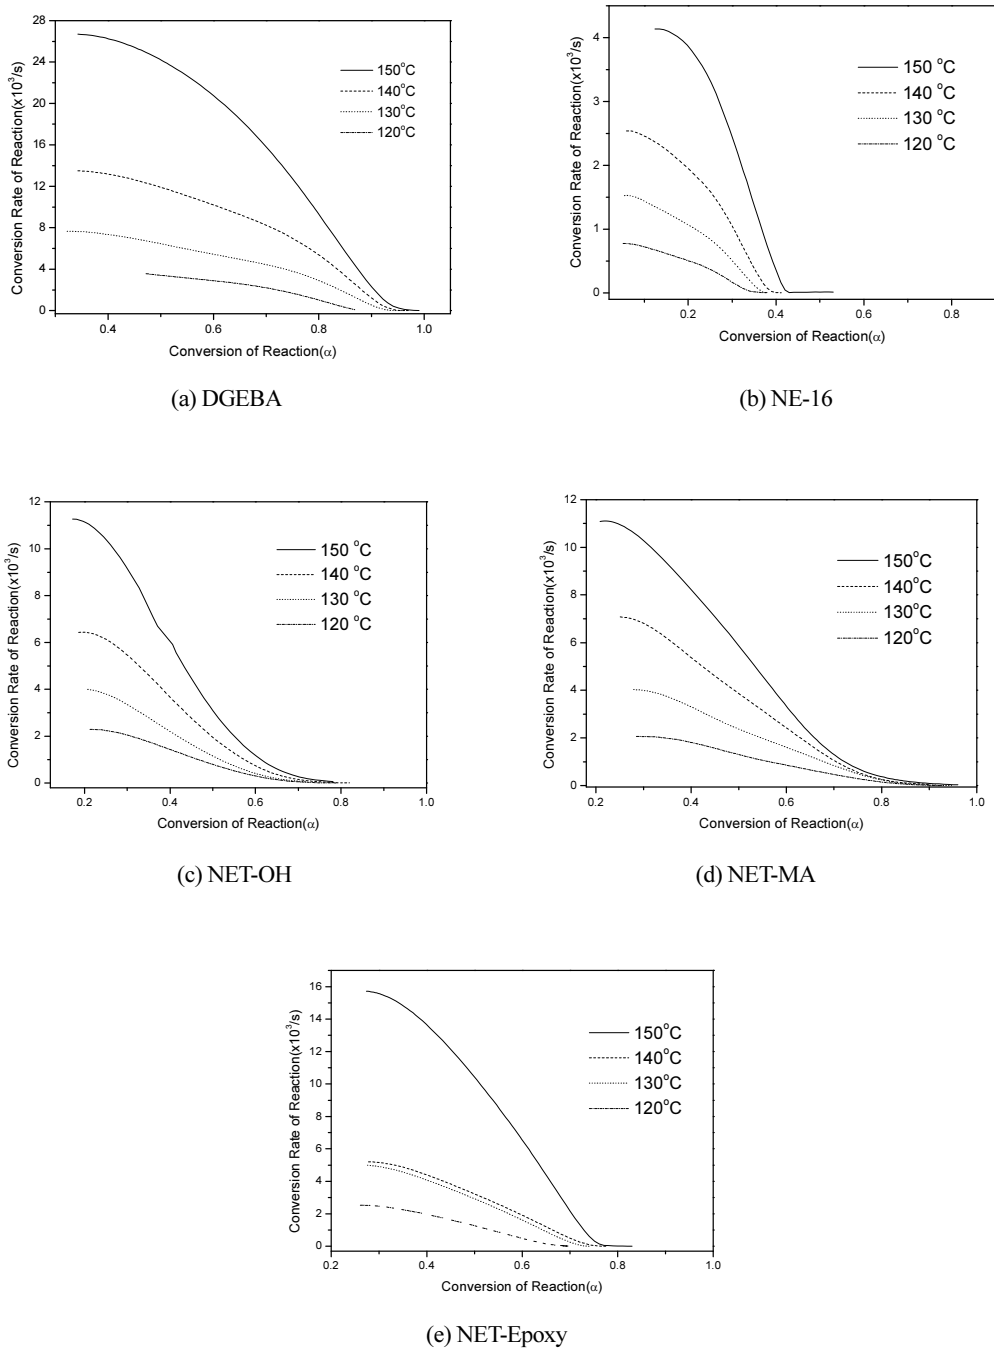 28
24
20
16
12
8
4
0
Conversion Rate of Reaction(x10³/s)
150°C
140°C
130°C
120°C
0.4 0.6 0.8 1.0
Conversion of Reaction(α)
(a) DGEBA
4
3
2
1
0
Conversion Rate of Reaction(x10³/s)
150 °C
140 °C
130 °C
120 °C
0.2 0.4 0.6 0.8
Conversion of Reaction(α)
(b) NE-16
12
10
8
6
4
2
0
Conversion Rate of Reaction(x10³/s)
150 °C
140 °C
130 °C
120 °C
0.2 0.4 0.6 0.8 1.0
Conversion of Reaction(α)
(c) NET-OH
12
10
8
6
4
2
0
Conversion Rate of Reaction(x10³/s)
150°C
140°C
130°C
120°C
0.2 0.4 0.6 0.8 1.0
Conversion of Reaction(α)
(d) NET-MA
16
14
12
10
8
6
4
2
0
Conversion Rate of Reaction(x10³/s)
150°C
140°C
130°C
120°C
0.2 0.4 0.6 0.8 1.0
Conversion of Reaction(α)
(e) NET-Epoxy